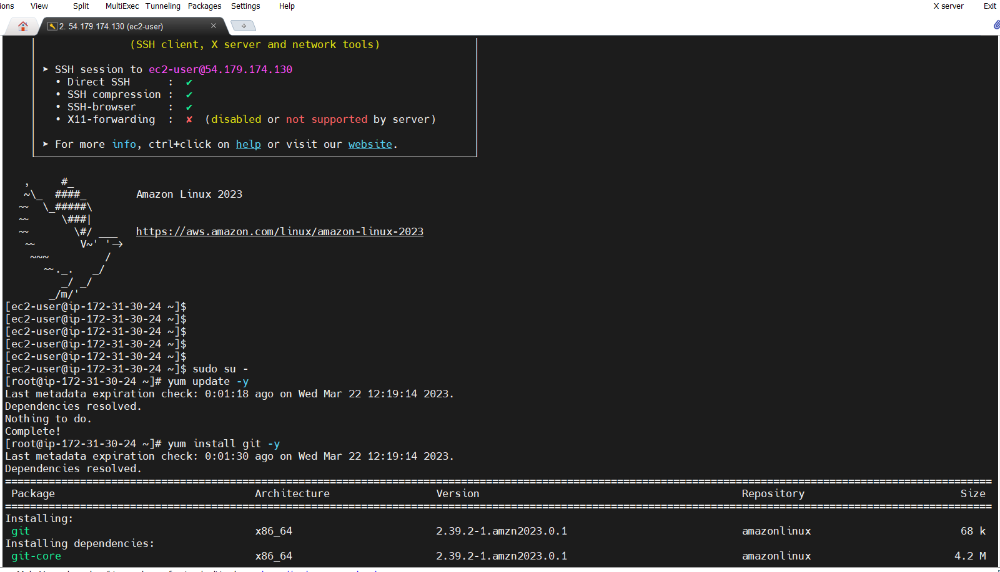 ions View Split MultiExec Tunneling Packages Settings Help X server Exit
2. 54.179.174.130 (ec2-user)
(SSH client, X server and network tools)
➤ SSH session to ec2-user@54.179.174.130
• Direct SSH : ✔
• SSH compression : ✔
• SSH-browser : ✔
• X11-forwarding : ✘ (disabled or not supported by server)
➤ For more info, ctrl+click on help or visit our website.
, #_
~\_ ####_ Amazon Linux 2023
~~ \_#####\
~~ \###|
~~ \#/ ___ https://aws.amazon.com/linux/amazon-linux-2023
~~ V~' '->
~~~ /
~~._. _/
_/ _/
_/m/'
[ec2-user@ip-172-31-30-24 ~]$
[ec2-user@ip-172-31-30-24 ~]$
[ec2-user@ip-172-31-30-24 ~]$
[ec2-user@ip-172-31-30-24 ~]$
[ec2-user@ip-172-31-30-24 ~]$
[ec2-user@ip-172-31-30-24 ~]$ sudo su -
[root@ip-172-31-30-24 ~]# yum update -y
Last metadata expiration check: 0:01:18 ago on Wed Mar 22 12:19:14 2023.
Dependencies resolved.
Nothing to do.
Complete!
[root@ip-172-31-30-24 ~]# yum install git -y
Last metadata expiration check: 0:01:30 ago on Wed Mar 22 12:19:14 2023.
Dependencies resolved.
Package Architecture Version Repository Size
Installing:
git x86_64 2.39.2-1.amzn2023.0.1 amazonlinux 68 k
Installing dependencies:
git-core x86_64 2.39.2-1.amzn2023.0.1 amazonlinux 4.2 M